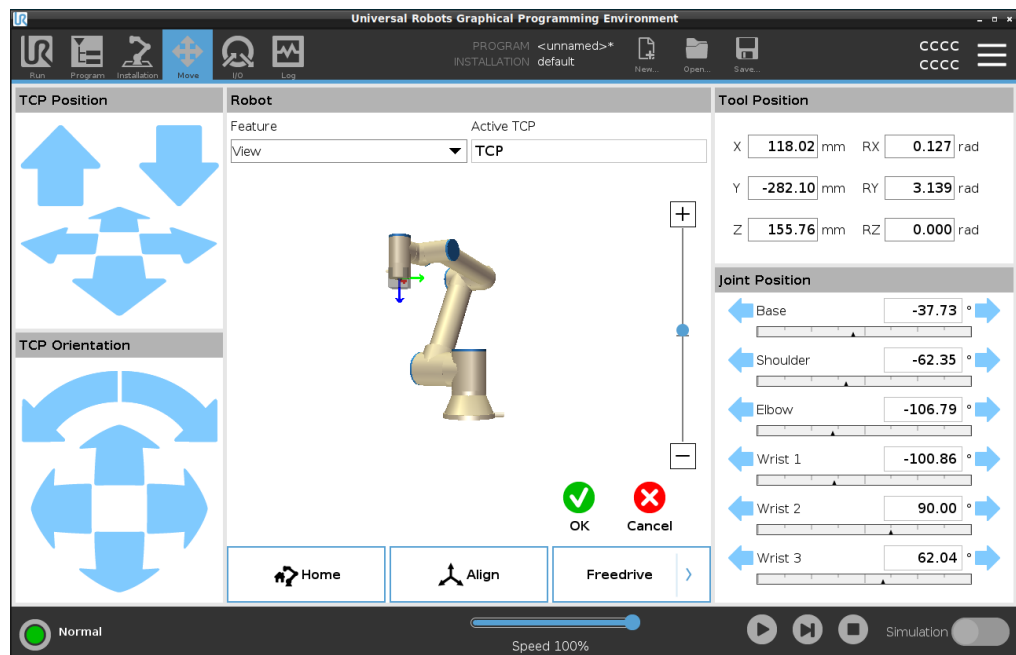 Universal Robots Graphical Programming Environment
Run
Program
Installation
Move
I/O
Log
PROGRAM <unnamed>*
INSTALLATION default
New...
Open...
Save...
CCCC
CCCC
TCP Position
Robot
Tool Position
Feature
Active TCP
View
TCP
X 118.02 mm RX 0.127 rad
Y -282.10 mm RY 3.139 rad
Z 155.76 mm RZ 0.000 rad
Joint Position
Base -37.73 °
Shoulder -62.35 °
Elbow -106.79 °
Wrist 1 -100.86 °
Wrist 2 90.00 °
Wrist 3 62.04 °
TCP Orientation
OK
Cancel
Home
Align
Freedrive
Normal
Speed 100%
Simulation